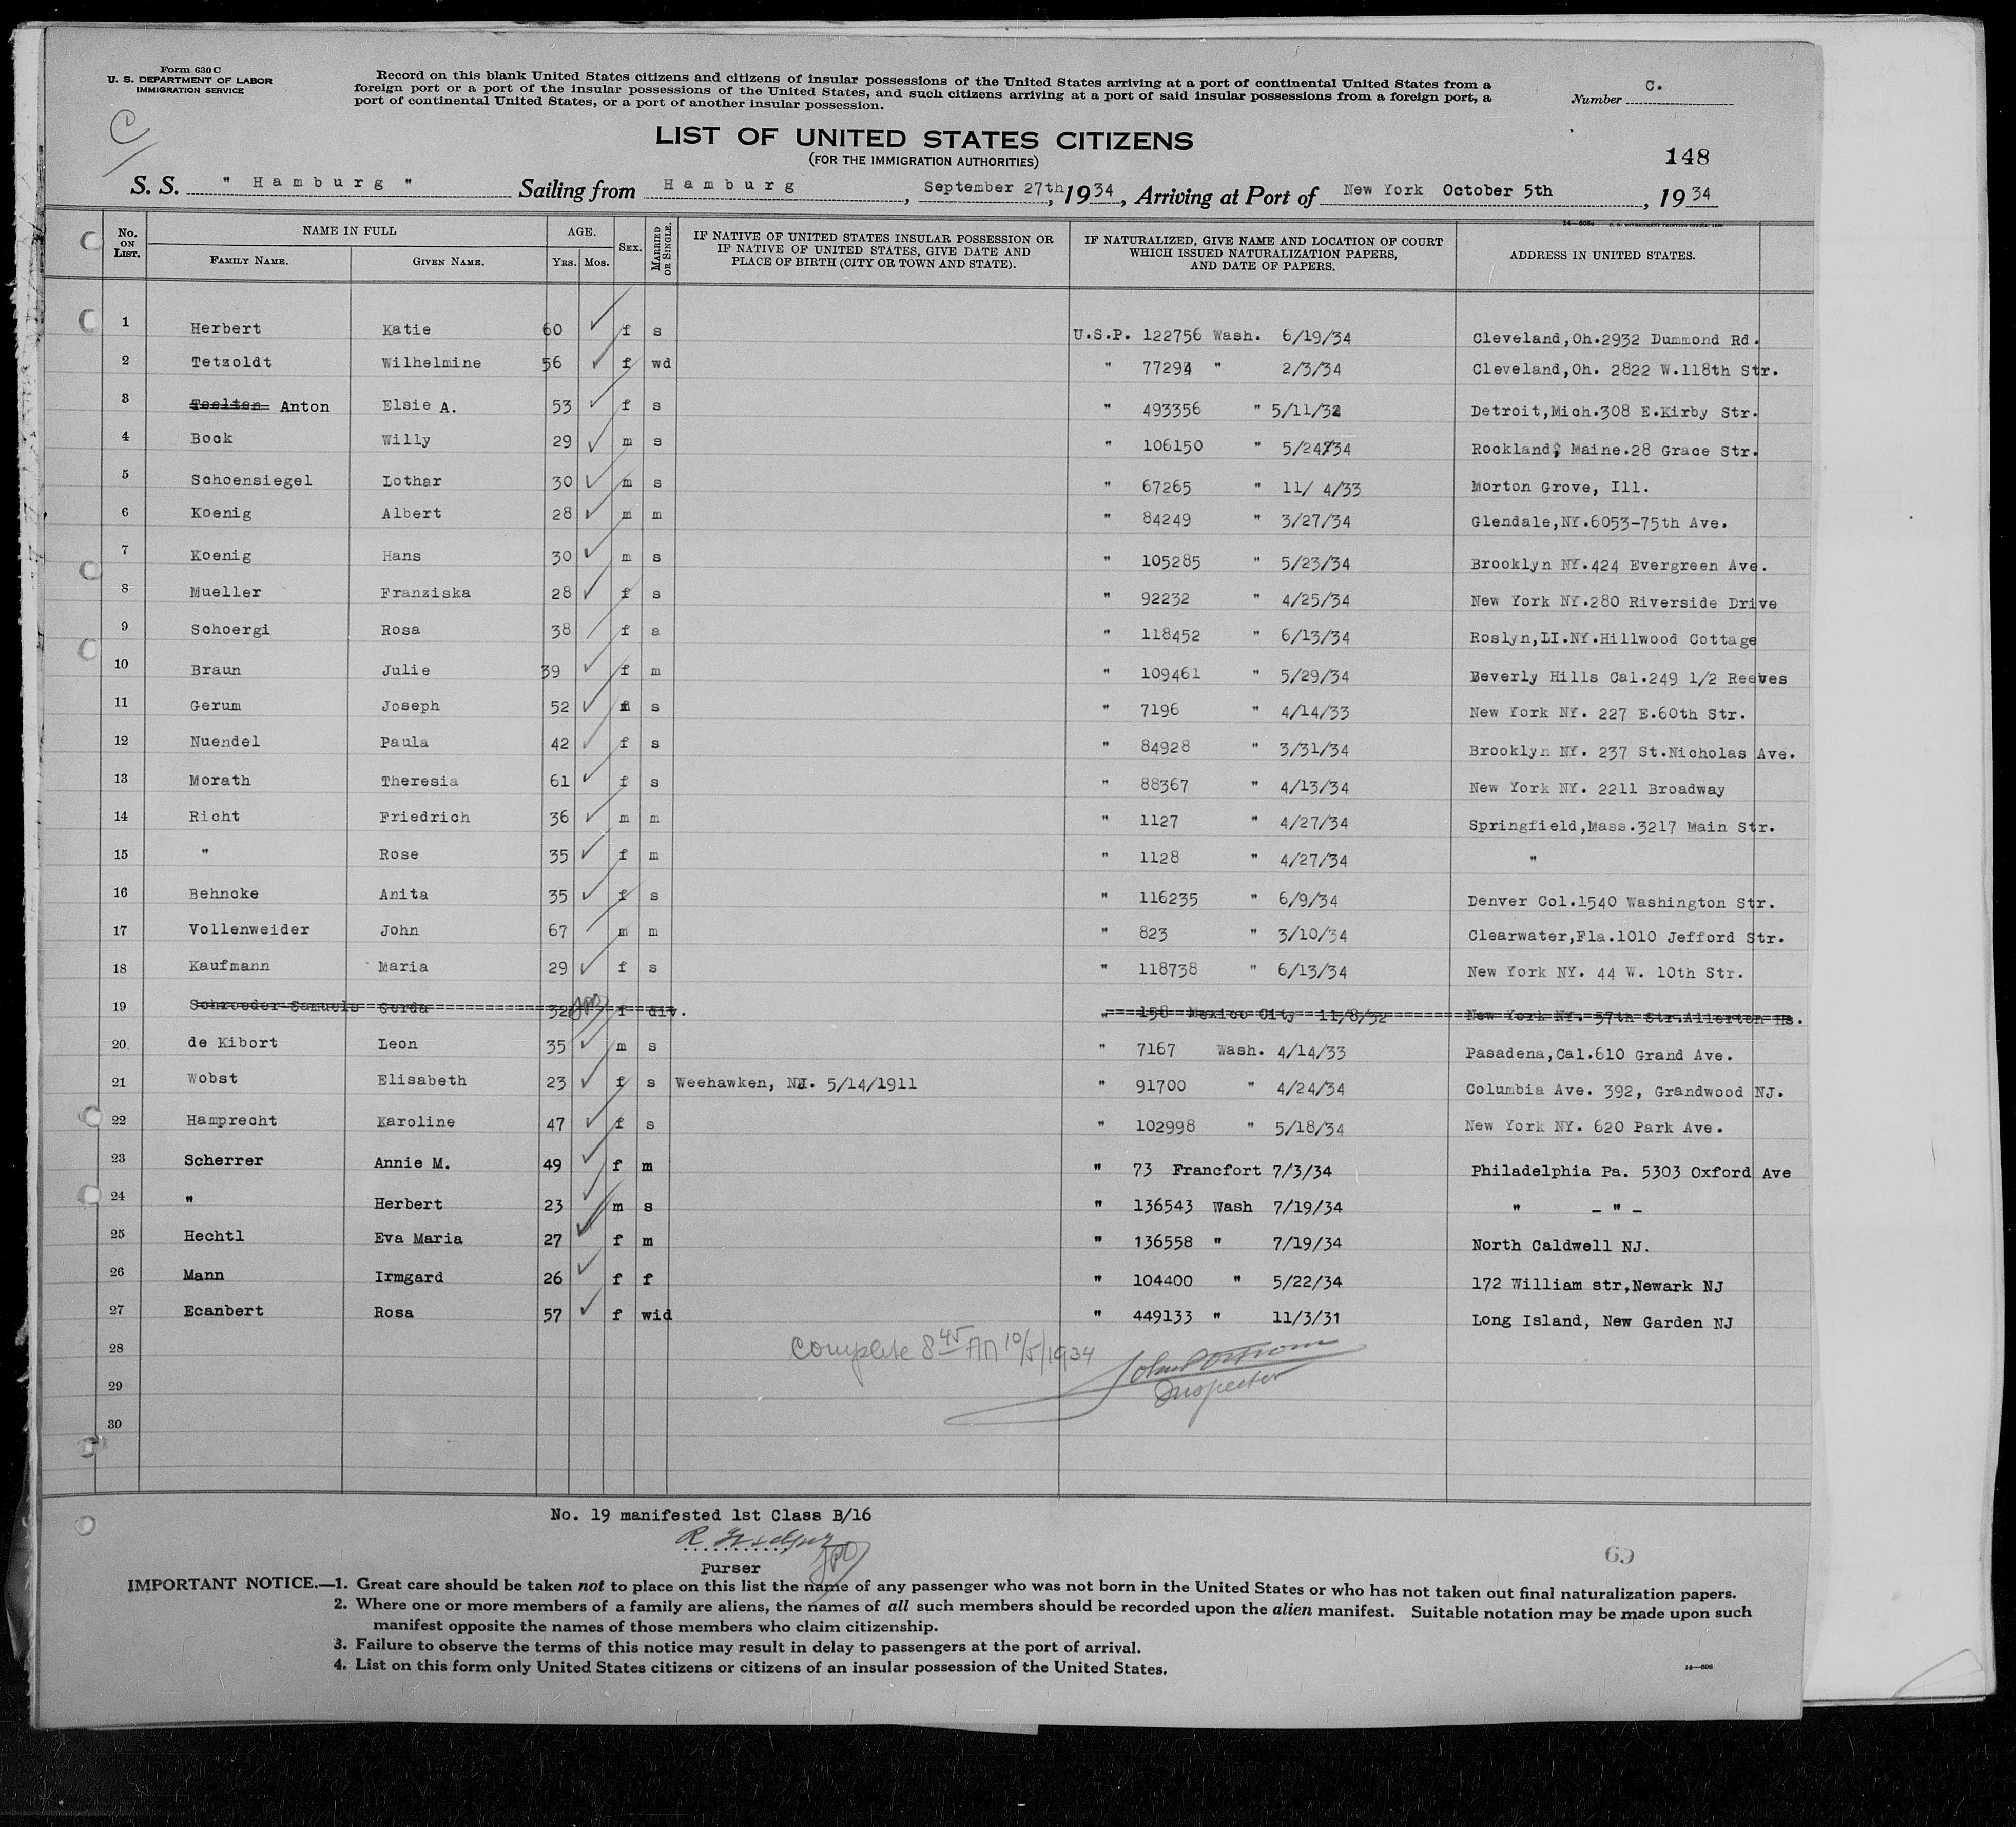 Form 630 C
U. S. DEPARTMENT OF LABOR
IMMIGRATION SERVICE
Record on this blank United States citizens and citizens of insular possessions of the United States arriving at a port of continental United States from a
foreign port or a port of the insular possessions of the United States, and such citizens arriving at a port of said insular possessions from a foreign port, a
port of continental United States, or a port of another insular possession.
Number C.
C
LIST OF UNITED STATES CITIZENS
(FOR THE IMMIGRATION AUTHORITIES)
148
S. S. " Hamburg " Sailing from Hamburg, September 27th, 1934, Arriving at Port of New York October 5th, 1934
No. ON LIST. NAME IN FULL FAMILY NAME. GIVEN NAME. AGE. YRS. MOS. SEX. MARRIED OR SINGLE. IF NATIVE OF UNITED STATES INSULAR POSSESSION OR IF NATIVE OF UNITED STATES, GIVE DATE AND PLACE OF BIRTH (CITY OR TOWN AND STATE). IF NATURALIZED, GIVE NAME AND LOCATION OF COURT WHICH ISSUED NATURALIZATION PAPERS, AND DATE OF PAPERS. ADDRESS IN UNITED STATES.
1 Herbert Katie 60 f s U.S.P. 122756 Wash. 6/19/34 Cleveland,Oh.2932 Dummond Rd.
2 Tetzoldt Wilhelmine 56 f wd " 77294 " 2/3/34 Cleveland,Oh. 2822 W.118th Str.
3 Anton Elsie A. 53 f s " 493356 " 5/11/32 Detroit,Mich.308 E.Kirby Str.
4 Bock Willy 29 m s " 106150 " 5/24/34 Rockland, Maine.28 Grace Str.
5 Schoensiegel Lothar 30 m s " 67265 " 11/ 4/33 Morton Grove, Ill.
6 Koenig Albert 28 m m " 84249 " 3/27/34 Glendale,NY.6053-75th Ave.
7 Koenig Hans 30 m s " 105285 " 5/23/34 Brooklyn NY.424 Evergreen Ave.
8 Mueller Franziska 28 f s " 92232 " 4/25/34 New York NY.280 Riverside Drive
9 Schoergi Rosa 38 f s " 118452 " 6/13/34 Roslyn,LI.NY.Hillwood Cottage
10 Braun Julie 39 f m " 109461 " 5/29/34 Beverly Hills Cal.249 1/2 Reeves
11 Gerum Joseph 52 s " 7196 " 4/14/33 New York NY. 227 E.60th Str.
12 Nuendel Paula 42 f s " 84928 " 3/31/34 Brooklyn NY. 237 St.Nicholas Ave.
13 Morath Theresia 61 f s " 88367 " 4/13/34 New York NY. 2211 Broadway
14 Richt Friedrich 36 m m " 1127 " 4/27/34 Springfield,Mass.3217 Main Str.
15 " Rose 35 f m " 1128 " 4/27/34 "
16 Behncke Anita 35 f s " 116235 " 6/9/34 Denver Col.1540 Washington Str.
17 Vollenweider John 67 m m " 823 " 3/10/34 Clearwater,Fla.1010 Jefford Str.
18 Kaufmann Maria 29 f s " 118738 " 6/13/34 New York NY. 44 W. 10th Str.
19 Schroeder-Samuels Gerda 32 f div. " 150 Mexico City 11/8/32 New York NY. 57th Str.Allerton Hs.
20 de Kibort Leon 35 m s " 7167 Wash. 4/14/33 Pasadena,Cal.610 Grand Ave.
21 Wobst Elisabeth 23 f s Weehawken, NJ. 5/14/1911 " 91700 " 4/24/34 Columbia Ave. 392, Grandwood NJ.
22 Hamprecht Karoline 47 f s " 102998 " 5/18/34 New York NY. 620 Park Ave.
23 Scherrer Annie M. 49 f m " 73 Francfort 7/3/34 Philadelphia Pa. 5303 Oxford Ave
24 " Herbert 23 m s " 136543 Wash 7/19/34 " - " -
25 Hechtl Eva Maria 27 f m " 136558 " 7/19/34 North Caldwell NJ.
26 Mann Irmgard 26 f f " 104400 " 5/22/34 172 William str,Newark NJ
27 Ecanbert Rosa 57 f wid " 449133 " 11/3/31 Long Island, New Garden NJ
28 Complete 8 45 AM 10/5/1934
29 Inspector
30
No. 19 manifested 1st Class B/16
Purser
69
IMPORTANT NOTICE.—1. Great care should be taken not to place on this list the name of any passenger who was not born in the United States or who has not taken out final naturalization papers.
2. Where one or more members of a family are aliens, the names of all such members should be recorded upon the alien manifest. Suitable notation may be made upon such
manifest opposite the names of those members who claim citizenship.
3. Failure to observe the terms of this notice may result in delay to passengers at the port of arrival.
4. List on this form only United States citizens or citizens of an insular possession of the United States.